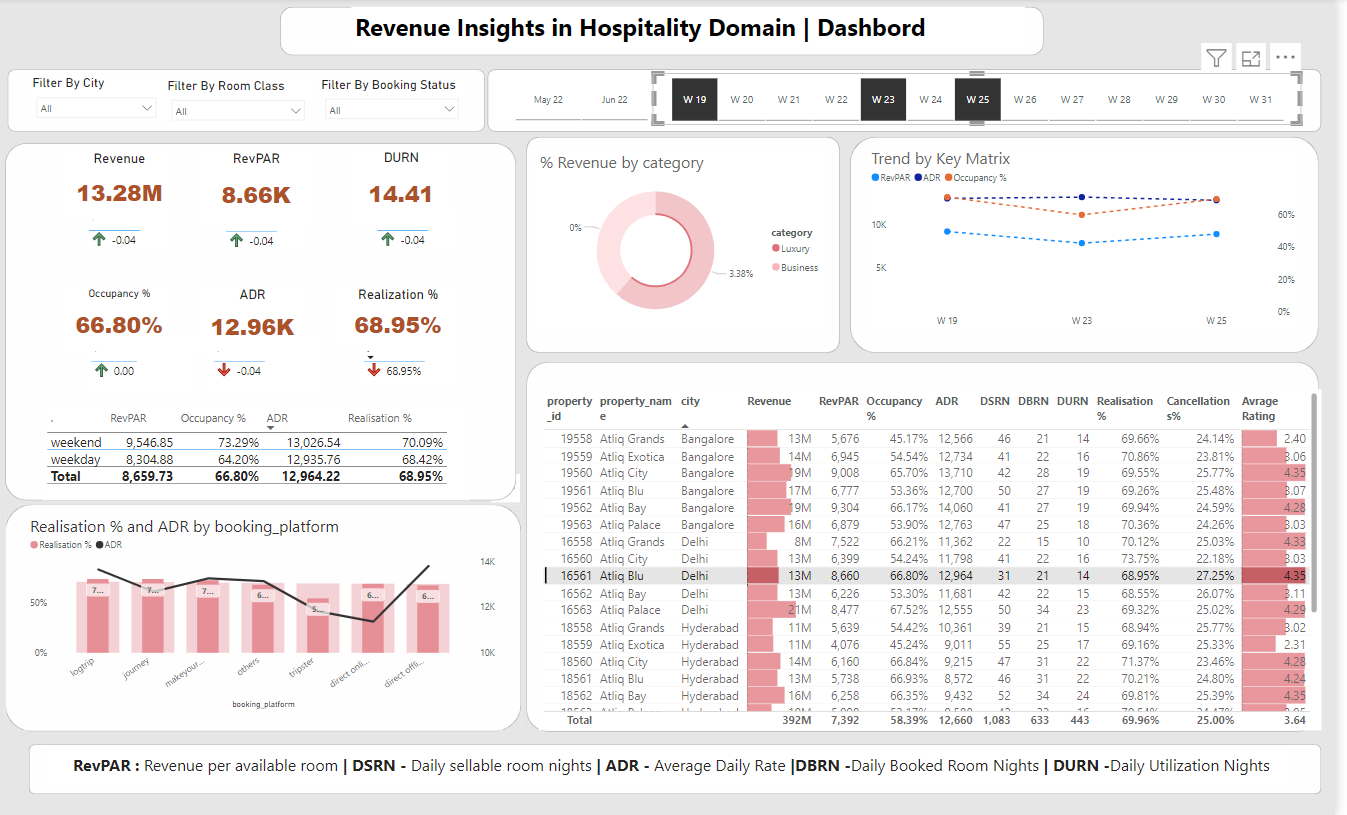 Revenue Insights in Hospitality Domain | Dashbord
Filter By City
All
Filter By Room Class
All
Filter By Booking Status
All
May 22 Jun 22 W 19 W 20 W 21 W 22 W 23 W 24 W 25 W 26 W 27 W 28 W 29 W 30 W 31
Revenue RevPAR DURN
13.28M 8.66K 14.41
-0.04 -0.04 -0.04
Occupancy % ADR Realization %
66.80% 12.96K 68.95%
0.00 -0.04 68.95%
. RevPAR Occupancy % ADR Realisation %
weekend 9,546.85 73.29% 13,026.54 70.09%
weekday 8,304.88 64.20% 12,935.76 68.42%
Total 8,659.73 66.80% 12,964.22 68.95%
% Revenue by category
0%
3.38%
category
Luxury
Business
Trend by Key Matrix
RevPAR ADR Occupancy %
10K
5K
60%
40%
20%
0%
W 19 W 23 W 25
Realisation % and ADR by booking_platform
Realisation % ADR
50%
0%
14K
12K
10K
7... 7... 7... 6... 5... 6... 6...
logtrip journey makeyour... others tripster direct onli... direct offli...
booking_platform
property
_id
property_nam
e
city
Revenue
RevPAR
Occupancy
%
ADR
DSRN
DBRN
DURN
Realisation
%
Cancellation
s%
Avrage
Rating
19558 Atliq Grands Bangalore 13M 5,676 45.17% 12,566 46 21 14 69.66% 24.14% 2.40
19559 Atliq Exotica Bangalore 14M 6,945 54.54% 12,734 41 22 16 70.86% 23.81% 3.06
19560 Atliq City Bangalore 19M 9,008 65.70% 13,710 42 28 19 69.55% 25.77% 4.35
19561 Atliq Blu Bangalore 17M 6,777 53.36% 12,700 50 27 19 69.26% 25.48% 3.07
19562 Atliq Bay Bangalore 19M 9,304 66.17% 14,060 41 27 19 69.94% 24.59% 4.28
19563 Atliq Palace Bangalore 16M 6,879 53.90% 12,763 47 25 18 70.36% 24.26% 3.03
16558 Atliq Grands Delhi 8M 7,522 66.21% 11,362 22 15 10 70.12% 25.03% 4.33
16560 Atliq City Delhi 13M 6,399 54.24% 11,798 41 22 16 73.75% 22.18% 3.03
16561 Atliq Blu Delhi 13M 8,660 66.80% 12,964 31 21 14 68.95% 27.25% 4.35
16562 Atliq Bay Delhi 13M 6,226 53.30% 11,681 42 22 15 68.55% 26.07% 3.11
16563 Atliq Palace Delhi 21M 8,477 67.52% 12,555 50 34 23 69.32% 25.02% 4.29
18558 Atliq Grands Hyderabad 11M 5,639 54.42% 10,361 39 21 15 68.94% 25.77% 3.02
18559 Atliq Exotica Hyderabad 11M 4,076 45.24% 9,011 55 25 17 69.16% 25.33% 2.31
18560 Atliq City Hyderabad 14M 6,160 66.84% 9,215 47 31 22 71.37% 23.46% 4.28
18561 Atliq Blu Hyderabad 13M 5,738 66.93% 8,572 46 31 22 70.21% 24.80% 4.24
18562 Atliq Bay Hyderabad 16M 6,258 66.35% 9,432 52 34 24 69.81% 25.39% 4.35
Total 392M 7,392 58.39% 12,660 1,083 633 443 69.96% 25.00% 3.64
RevPAR : Revenue per available room | DSRN - Daily sellable room nights | ADR - Average Daily Rate |DBRN -Daily Booked Room Nights | DURN -Daily Utilization Nights